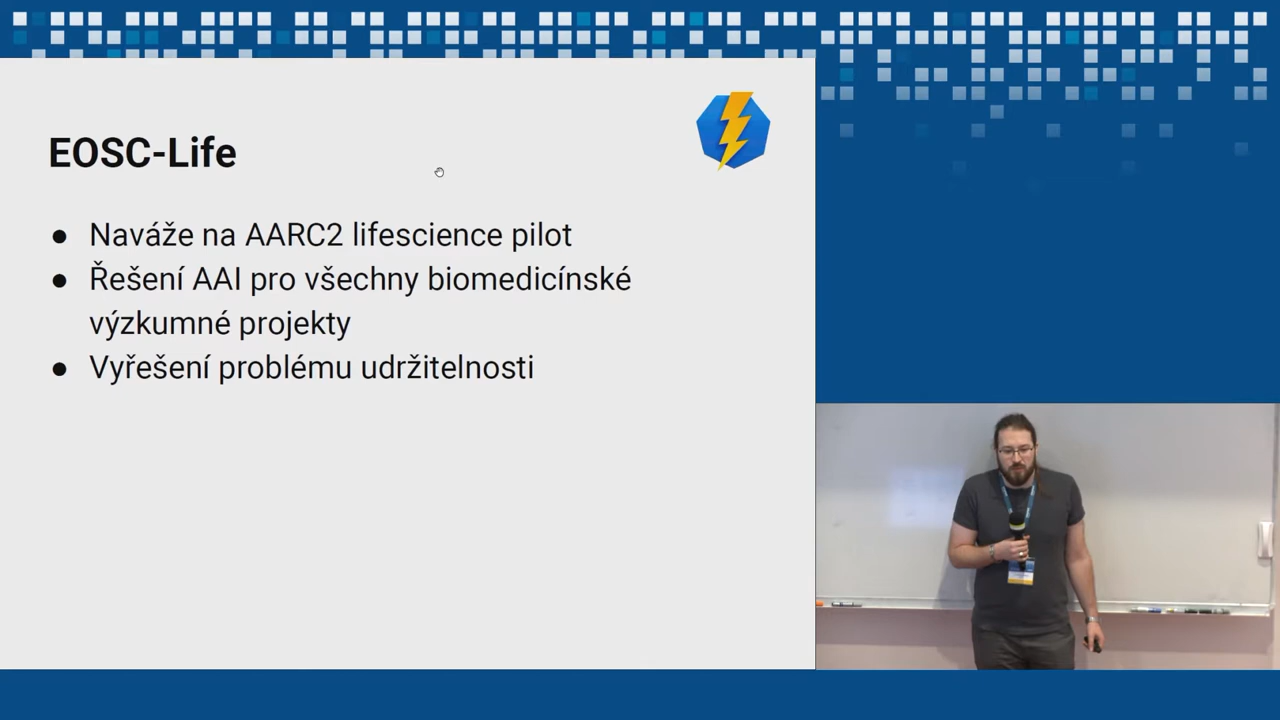 EOSC-Life
● Naváže na AARC2 lifescience pilot
● Řešení AAI pro všechny biomedicínské
výzkumné projekty
● Vyřešení problému udržitelnosti